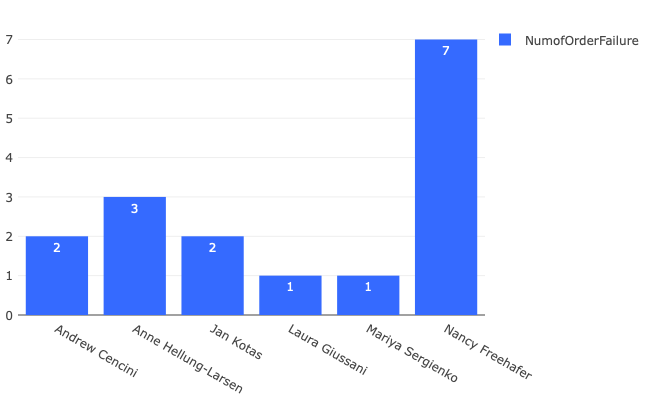 NumofOrderFailure
7
6
5
4
3
2
1
0
2
3
2
1
1
7
Andrew Cencini
Anne Hellung-Larsen
Jan Kotas
Laura Giussani
Mariya Sergienko
Nancy Freehafer